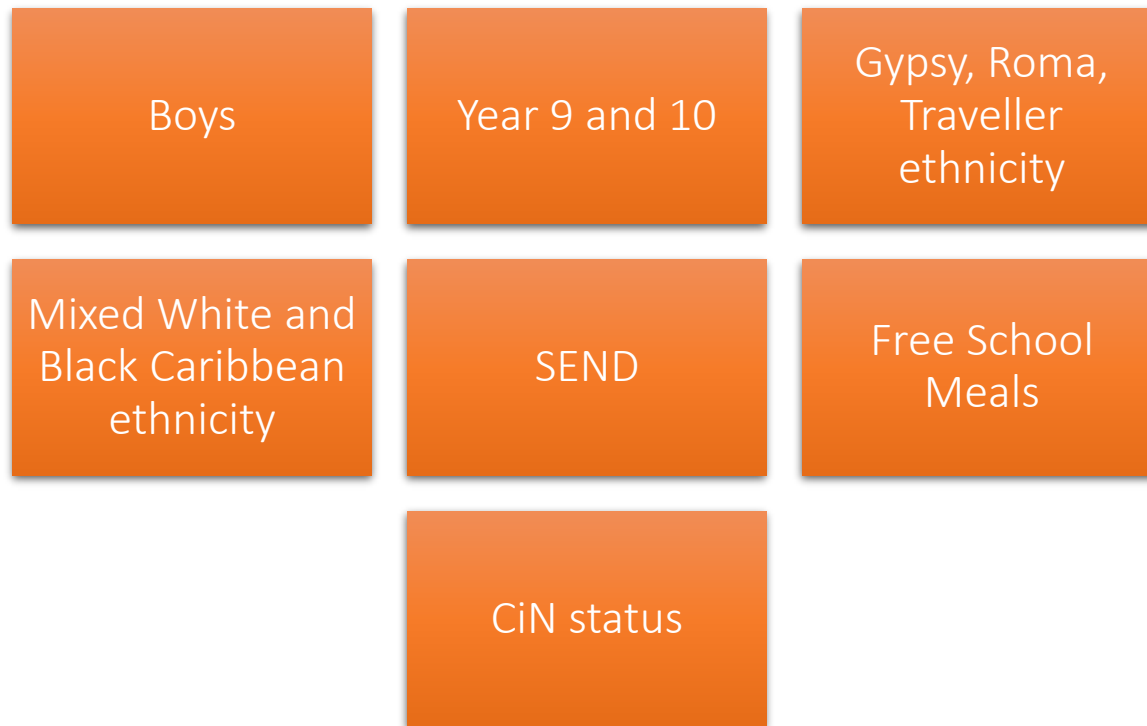 Boys
Year 9 and 10
Gypsy, Roma,
Traveller
ethnicity
Mixed White and
Black Caribbean
ethnicity
SEND
Free School
Meals
CiN status